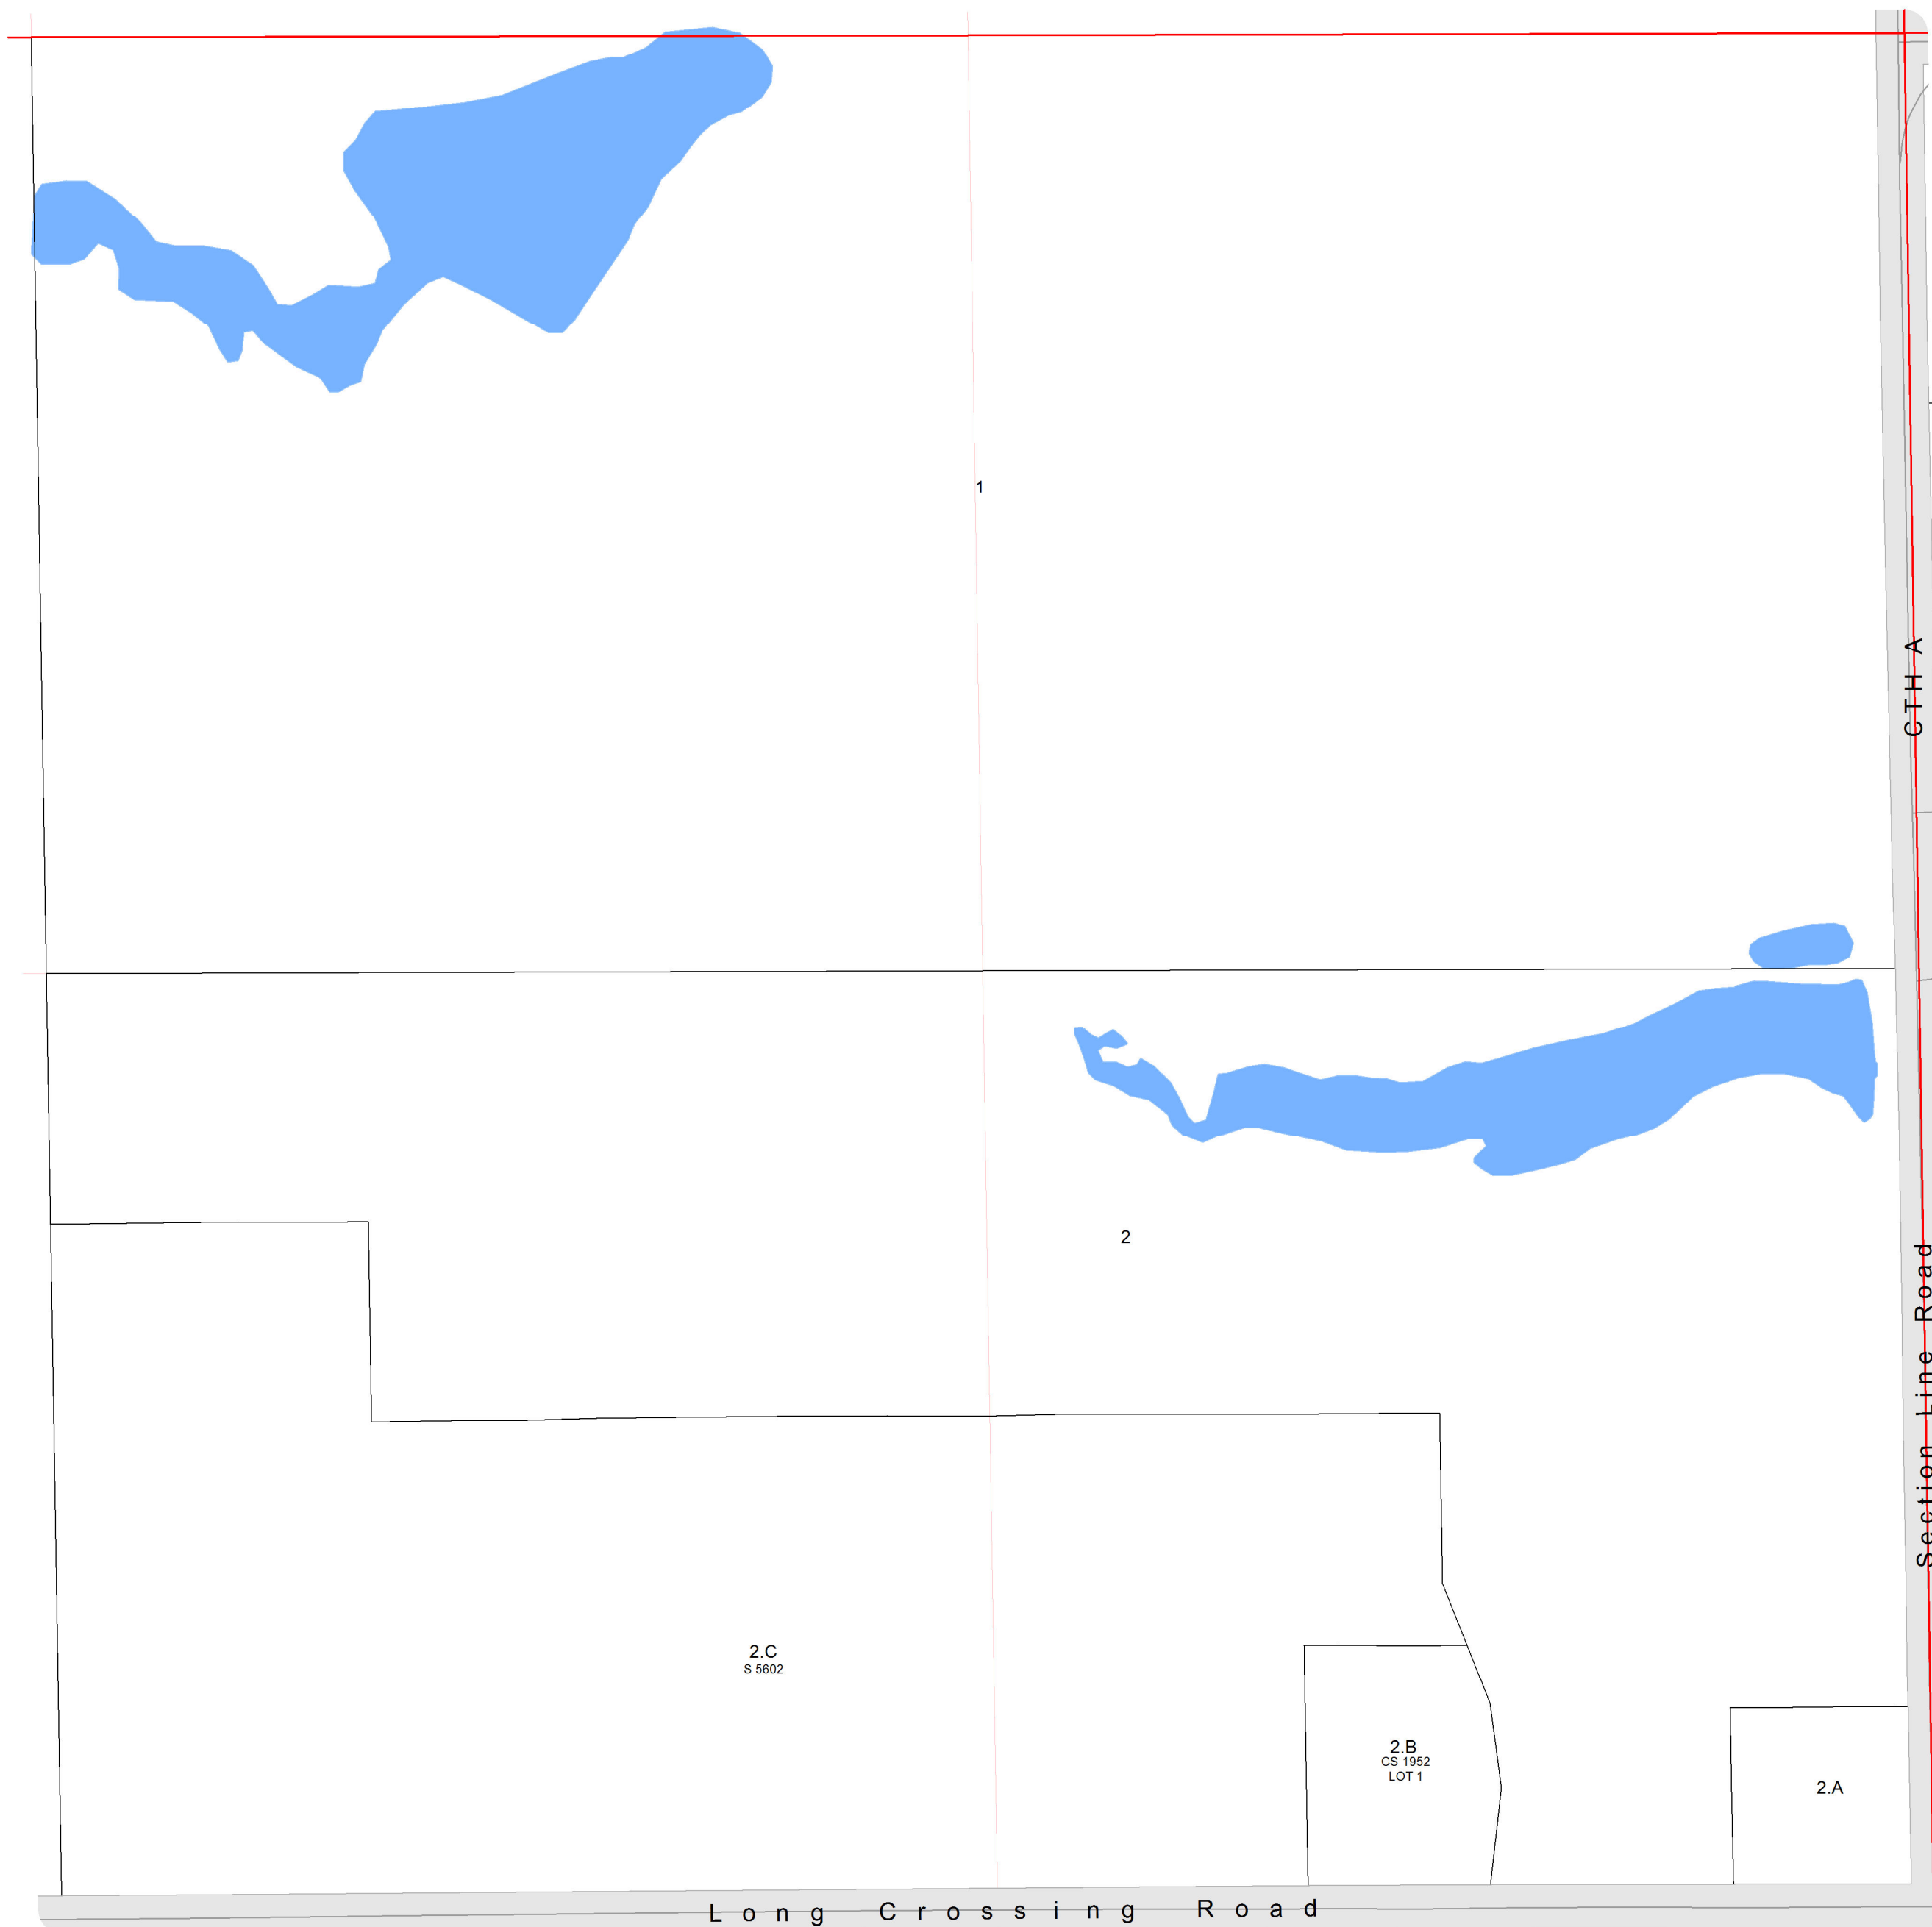 1
CTH A
2
Section Line Road
2.C
S 5602
2.B
CS 1952
LOT 1
2.A
Long Crossing Road